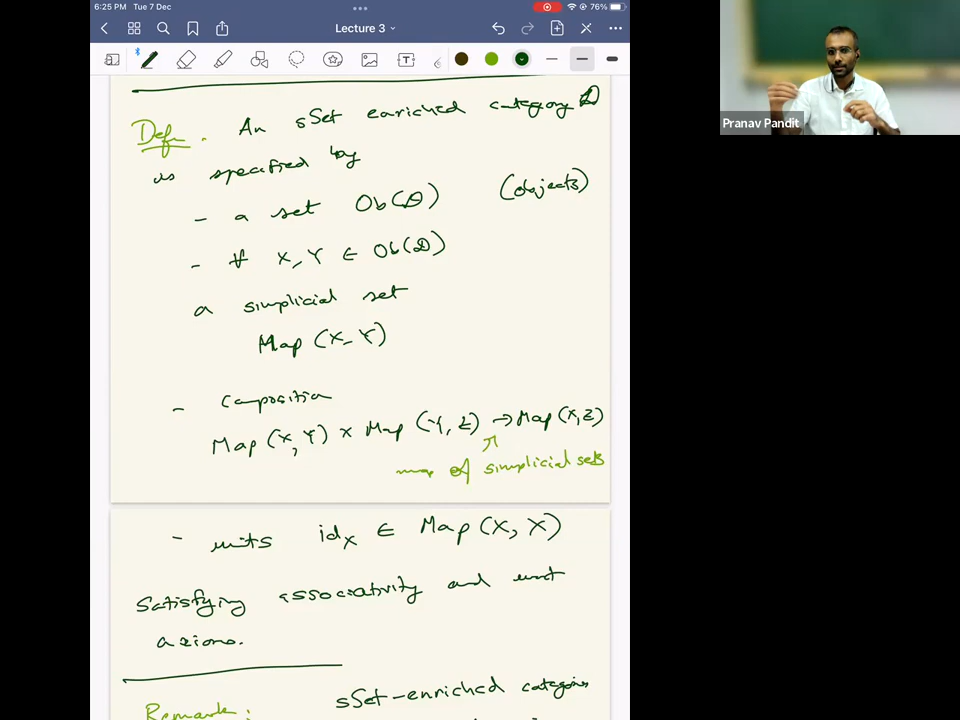 6:25 PM Tue 7 Dec
76%
Lecture 3
Defn. An sSet enriched category D
is specified by
- a set Ob(D) (objects)
- ∀ X, Y ∈ Ob(D)
a simplicial set
Map (X, Y)
- composition
Map (X, Y) × Map (Y, Z) → Map (X, Z)
map of simplicial sets
- units id_X ∈ Map (X, X)
Satisfying associativity and unit
axioms.
Remark: sSet-enriched categories
Pranav Pandit